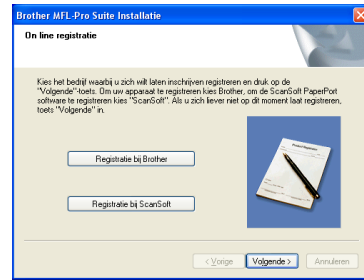 Brother MFL-Pro Suite Installatie
On line registratie
Kies het bedrijf waarbij u zich wilt laten inschrijven registreren en druk op de
"Volgende"-toets. Om uw apparaat te registreren kies Brother, om de ScanSoft PaperPort
software te registreren kies "ScanSoft". Als u zich liever niet op dit moment laat registreren,
toets "Volgende" in.
Product Registration
Registratie bij Brother
Registratie bij ScanSoft
< Vorige
Volgende >
Annuleren